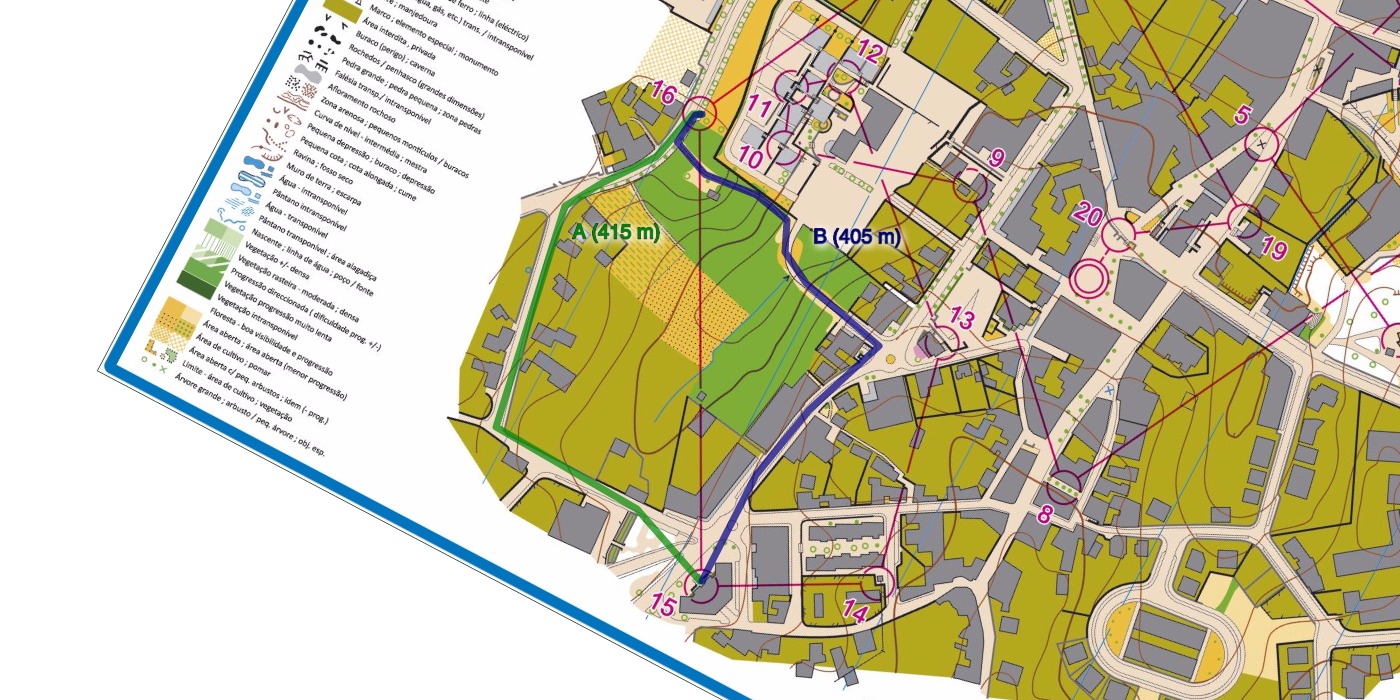 ferro ; linha (eléctrico)
água, gás, etc.) trans. / intransponível
; manjedoura
Marco ; elemento especial ; monumento
Área interdita ; privada
Buraco (perigo) ; caverna
Rochedos / penhasco (grandes dimensões)
Pedra grande ; pedra pequena ; zona pedras
Falésia transp./ intransponível
Afloramento rochoso
Zona arenosa ; pequenos montículos / buracos
Curva de nível - intermédia ; mestra
Pequena depressão ; buraco ; depressão
Pequena cota ; cota alongada ; cume
Ravina ; fosso seco
Muro de terra ; escarpa
Água - intransponível
Pântano intransponível
Água - transponível
Pântano transponível ; área alagadiça
Nascente ; linha de água ; poço / fonte
Vegetação +/- densa
Vegetação rasteira - moderada ; densa
Progressão direccionada ( dificuldade prog. +/-)
Vegetação progressão muito lenta
Vegetação intransponível
Floresta - boa visibilidade e progressão
Área aberta ; área aberta (menor progressão)
Área de cultivo ; pomar
Área aberta c/ peq. arbustos ; idem (- prog.)
Limite - área de cultivo ; vegetação
Árvore grande ; arbusto / peq. árvore ; obj. esp.
12
16
11
5
10
9
20
19
A (415 m)
B (405 m)
13
8
15
14